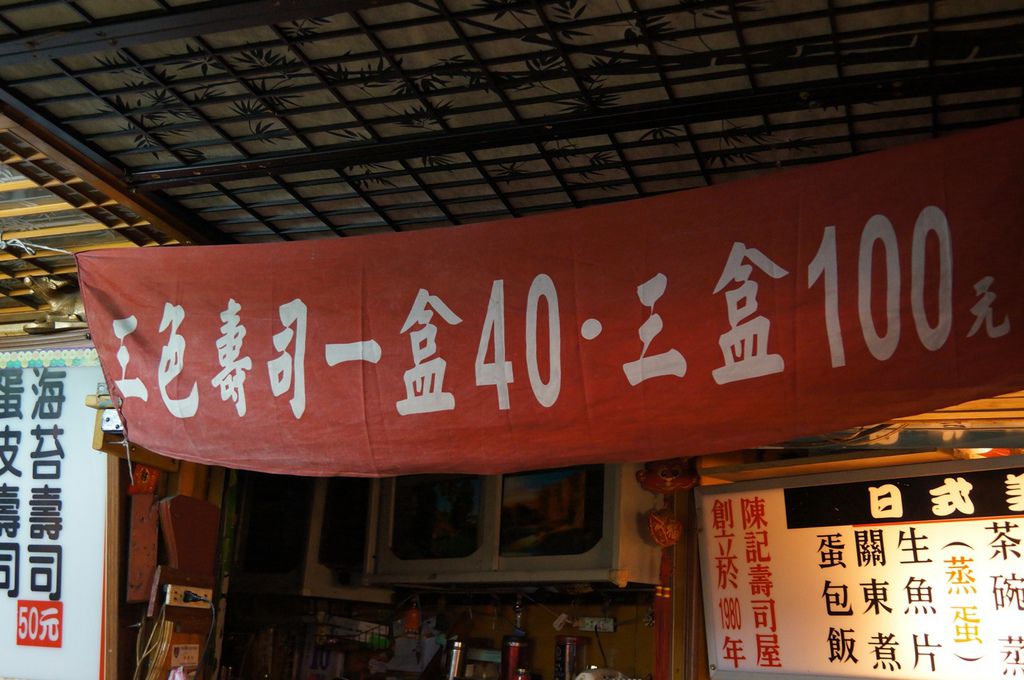 三色壽司一盒40·三盒100元
海苔壽司
蛋皮壽司
50元
日式
陳記壽司屋
創立於1980年
茶碗蒸
(蒸蛋)
生魚片
關東煮
蛋包飯